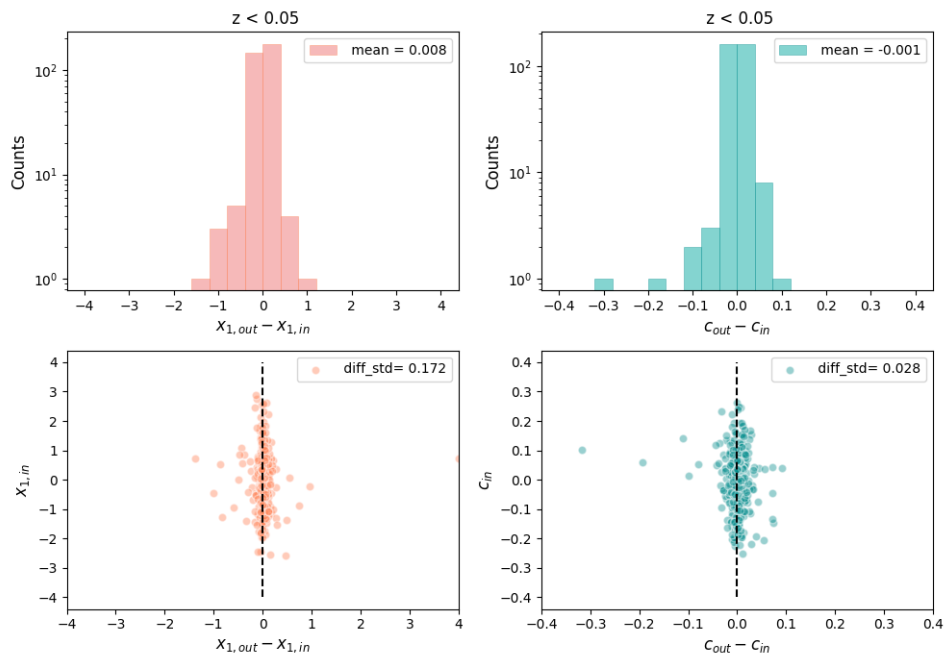 z < 0.05
mean = 0.008
Counts
10²
10¹
10⁰
−4 −3 −2 −1 0 1 2 3 4
x₁,out − x₁,in
z < 0.05
mean = -0.001
Counts
10²
10¹
10⁰
−0.4 −0.3 −0.2 −0.1 0.0 0.1 0.2 0.3 0.4
c_out − c_in
diff_std= 0.172
x₁,in
4
3
2
1
0
−1
−2
−3
−4
−4 −3 −2 −1 0 1 2 3 4
x₁,out − x₁,in
diff_std= 0.028
c_in
0.4
0.3
0.2
0.1
0.0
−0.1
−0.2
−0.3
−0.4
−0.4 −0.3 −0.2 −0.1 0.0 0.1 0.2 0.3 0.4
c_out − c_in